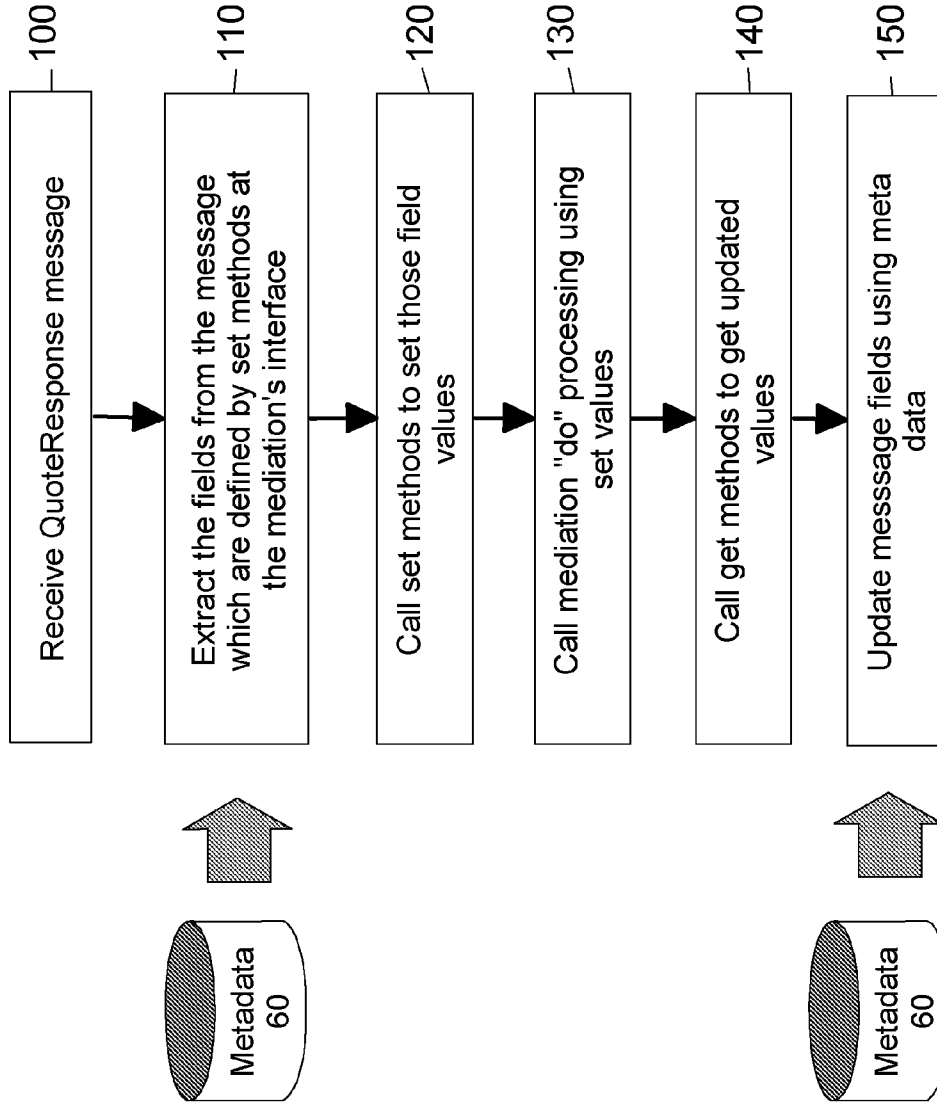 Receive QuoteResponse message
100
Extract the fields from the message
which are defined by set methods at
the mediation's interface
110
Metadata
60
Call set methods to set those field
values
120
Call mediation "do" processing using
set values
130
Call get methods to get updated
values
140
Update messsage fields using meta
data
150
Metadata
60